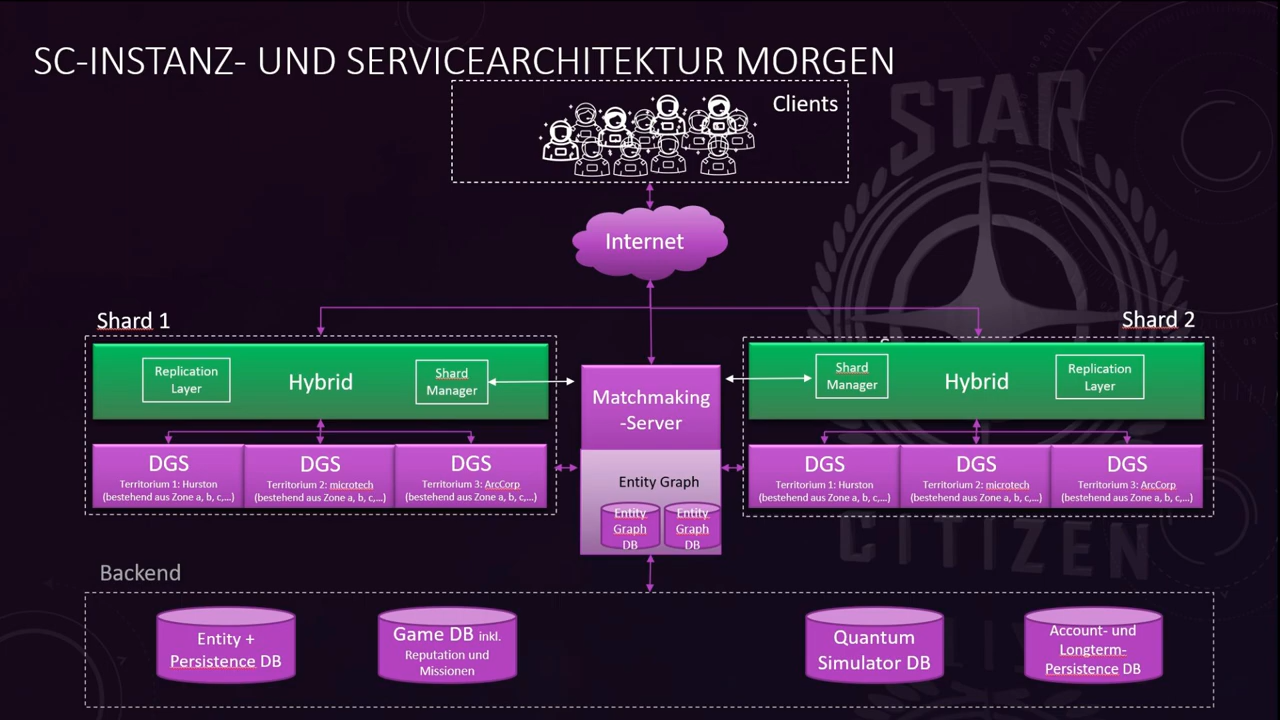 SC-INSTANZ- UND SERVICEARCHITEKTUR MORGEN
Clients
STAR
Internet
Shard 1
Shard 2
Replication
Layer
Hybrid
Shard
Manager
Matchmaking
-Server
Shard
Manager
Hybrid
Replication
Layer
DGS
Territorium 1: Hurston
(bestehend aus Zone a, b, c,...)
DGS
Territorium 2: microtech
(bestehend aus Zone a, b, c,...)
DGS
Territorium 3: ArcCorp
(bestehend aus Zone a, b, c,...)
Entity Graph
Entity
Graph
DB
Entity
Graph
DB
DGS
Territorium 1: Hurston
(bestehend aus Zone a, b, c,...)
DGS
Territorium 2: microtech
(bestehend aus Zone a, b, c,...)
DGS
Territorium 3: ArcCorp
(bestehend aus Zone a, b, c,...)
CITIZEN
Backend
Entity +
Persistence DB
Game DB inkl.
Reputation und
Missionen
Quantum
Simulator DB
Account- und
Longterm-
Persistence DB